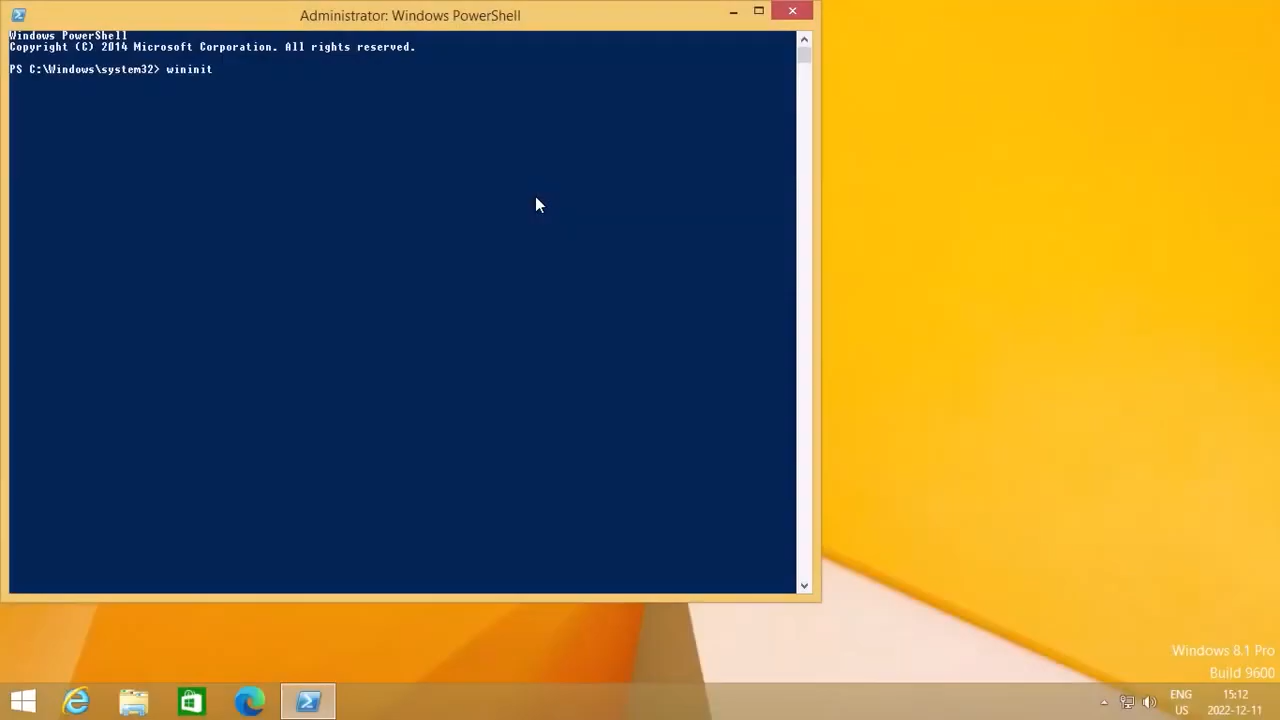 Administrator: Windows PowerShell
Windows PowerShell
Copyright (C) 2014 Microsoft Corporation. All rights reserved.
PS C:\Windows\system32> wininit
Windows 8.1 Pro
Build 9600
ENG
US
15:12
2022-12-11